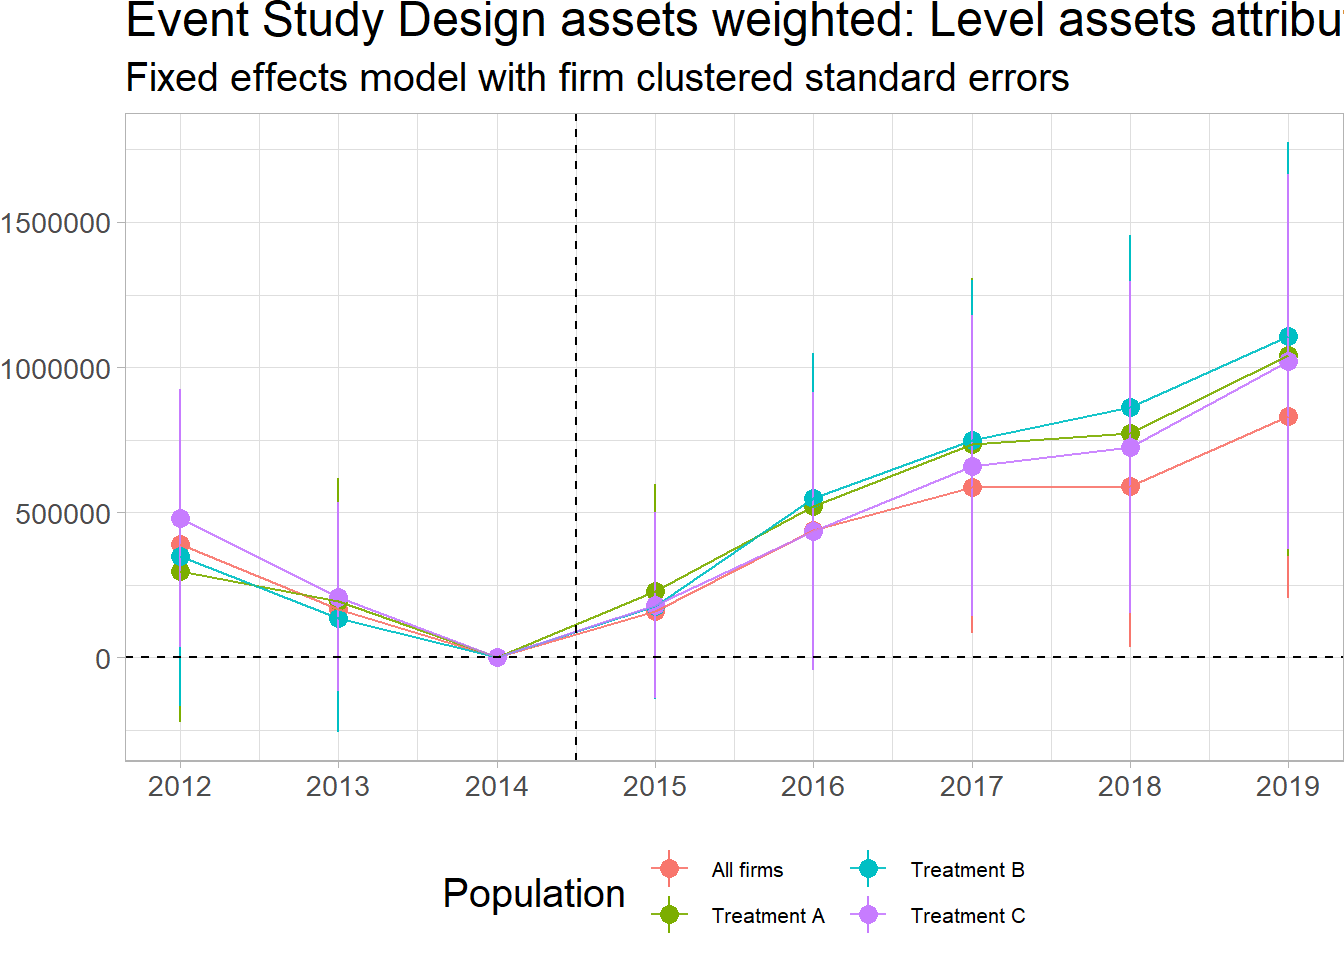 Event Study Design assets weighted: Level assets
Fixed effects model with firm clustered standard errors
1500000
1000000
500000
0
2012 2013 2014 2015 2016 2017 2018 2019
Population
All firms
Treatment B
Treatment A
Treatment C